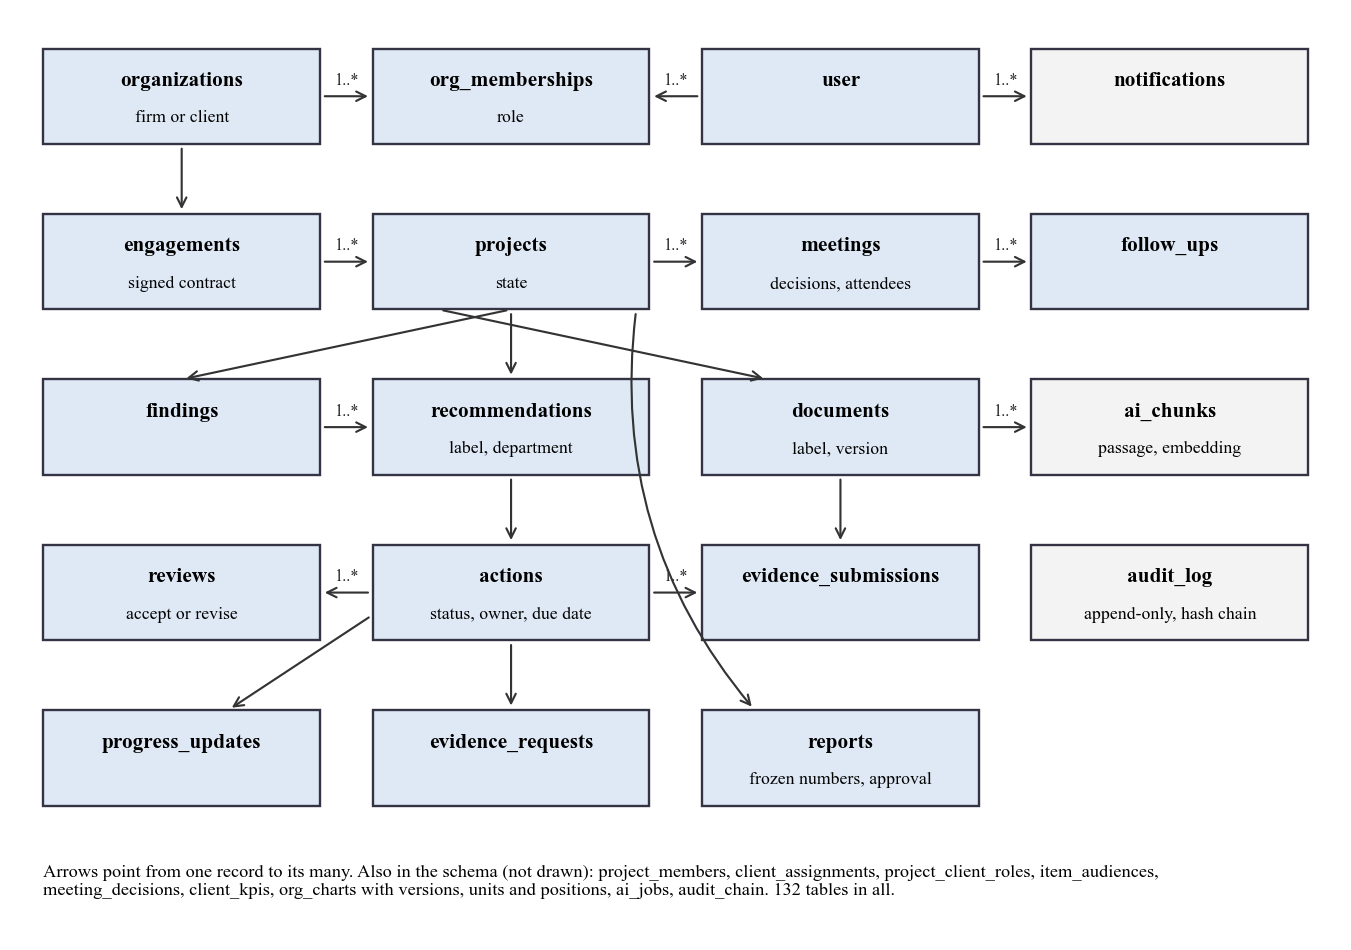 organizations
firm or client
1..*
org_memberships
role
1..*
user
1..*
notifications
engagements
signed contract
1..*
projects
state
1..*
meetings
decisions, attendees
1..*
follow_ups
findings
1..*
recommendations
label, department
documents
label, version
1..*
ai_chunks
passage, embedding
reviews
accept or revise
1..*
actions
status, owner, due date
1..*
evidence_submissions
audit_log
append-only, hash chain
progress_updates
evidence_requests
reports
frozen numbers, approval
Arrows point from one record to its many. Also in the schema (not drawn): project_members, client_assignments, project_client_roles, item_audiences,
meeting_decisions, client_kpis, org_charts with versions, units and positions, ai_jobs, audit_chain. 132 tables in all.